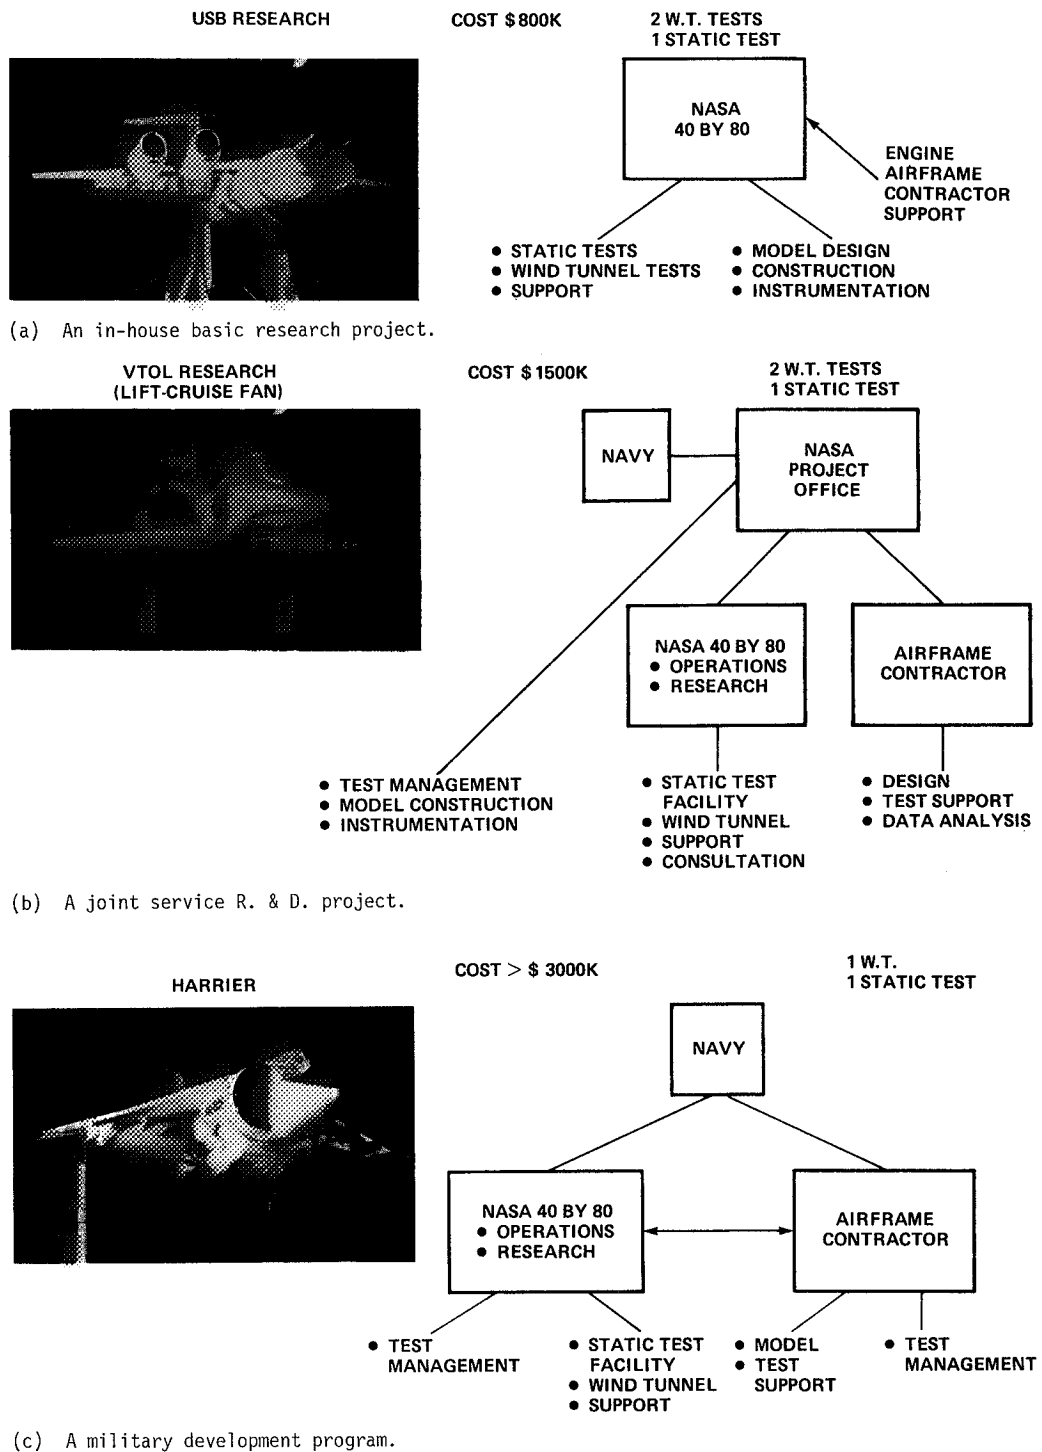 USB RESEARCH
COST $800K
2 W.T. TESTS
1 STATIC TEST
NASA
40 BY 80
ENGINE
AIRFRAME
CONTRACTOR
SUPPORT
● STATIC TESTS
● WIND TUNNEL TESTS
● SUPPORT
● MODEL DESIGN
● CONSTRUCTION
● INSTRUMENTATION
(a) An in-house basic research project.
VTOL RESEARCH
(LIFT-CRUISE FAN)
COST $1500K
2 W.T. TESTS
1 STATIC TEST
NAVY
NASA
PROJECT
OFFICE
NASA 40 BY 80
● OPERATIONS
● RESEARCH
AIRFRAME
CONTRACTOR
● TEST MANAGEMENT
● MODEL CONSTRUCTION
● INSTRUMENTATION
● STATIC TEST
FACILITY
● WIND TUNNEL
● SUPPORT
● CONSULTATION
● DESIGN
● TEST SUPPORT
● DATA ANALYSIS
(b) A joint service R. & D. project.
HARRIER
COST > $ 3000K
1 W.T.
1 STATIC TEST
NAVY
NASA 40 BY 80
● OPERATIONS
● RESEARCH
AIRFRAME
CONTRACTOR
● TEST
MANAGEMENT
● STATIC TEST
FACILITY
● WIND TUNNEL
● SUPPORT
● MODEL
● TEST
SUPPORT
● TEST
MANAGEMENT
(c) A military development program.